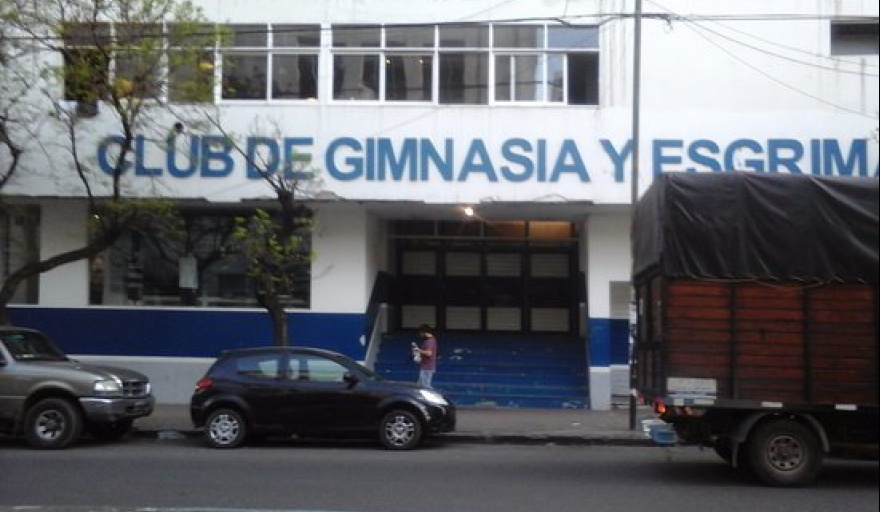 CLUB DE GIMNASIA Y ESGRIMA